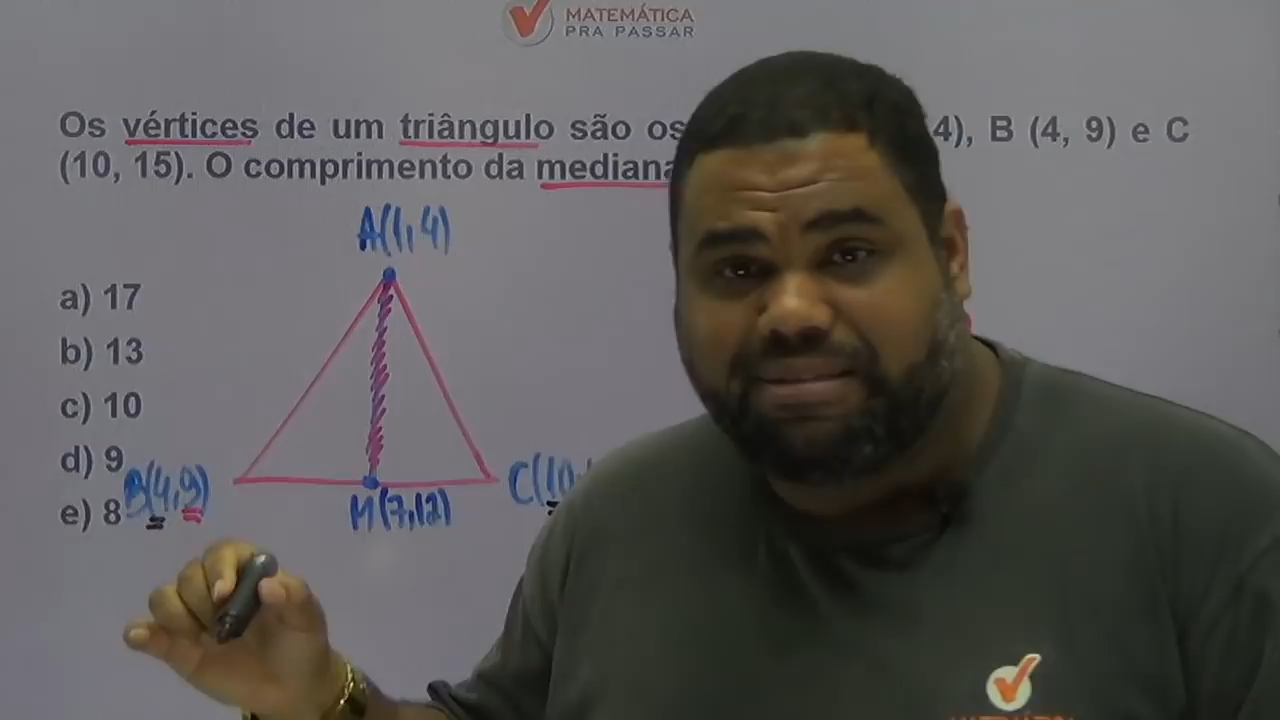 MATEMÁTICA
PRA PASSAR
Os vértices de um triângulo são os 4), B (4, 9) e C
(10, 15). O comprimento da mediana
A(1,4)
a) 17
b) 13
c) 10
d) 9
e) 8
B(4,9)
M(7,12)
C(10,